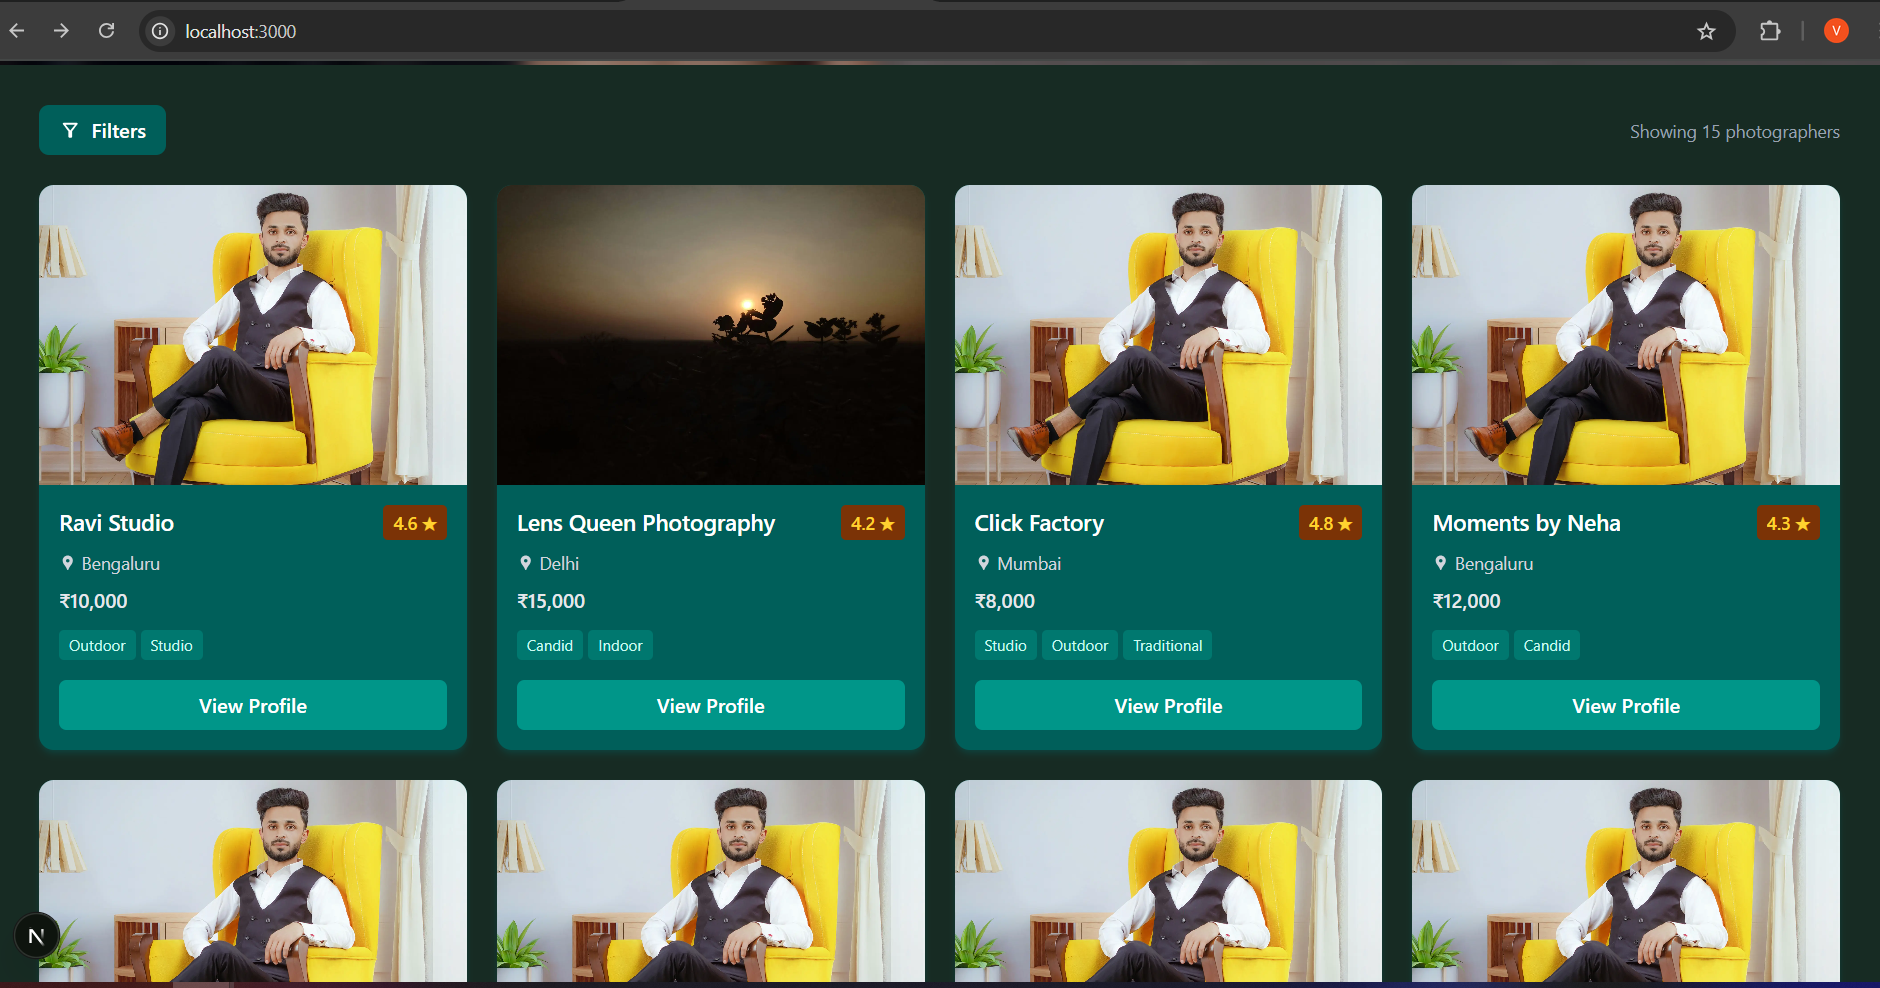 localhost:3000
V
Filters
Showing 15 photographers
Ravi Studio
4.6 ★
Bengaluru
₹10,000
Outdoor Studio
View Profile
Lens Queen Photography
4.2 ★
Delhi
₹15,000
Candid Indoor
View Profile
Click Factory
4.8 ★
Mumbai
₹8,000
Studio Outdoor Traditional
View Profile
Moments by Neha
4.3 ★
Bengaluru
₹12,000
Outdoor Candid
View Profile
N